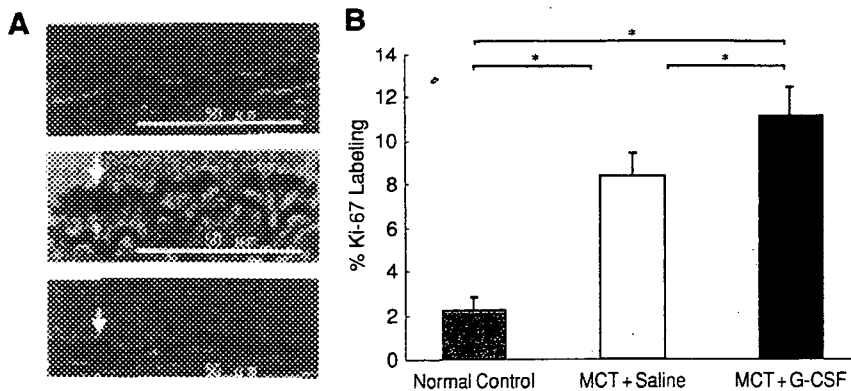 A
B
*
*
*
% Ki-67 Labeling
14
12
10
8
6
4
2
0
Normal Control
MCT + Saline
MCT + G-CSF